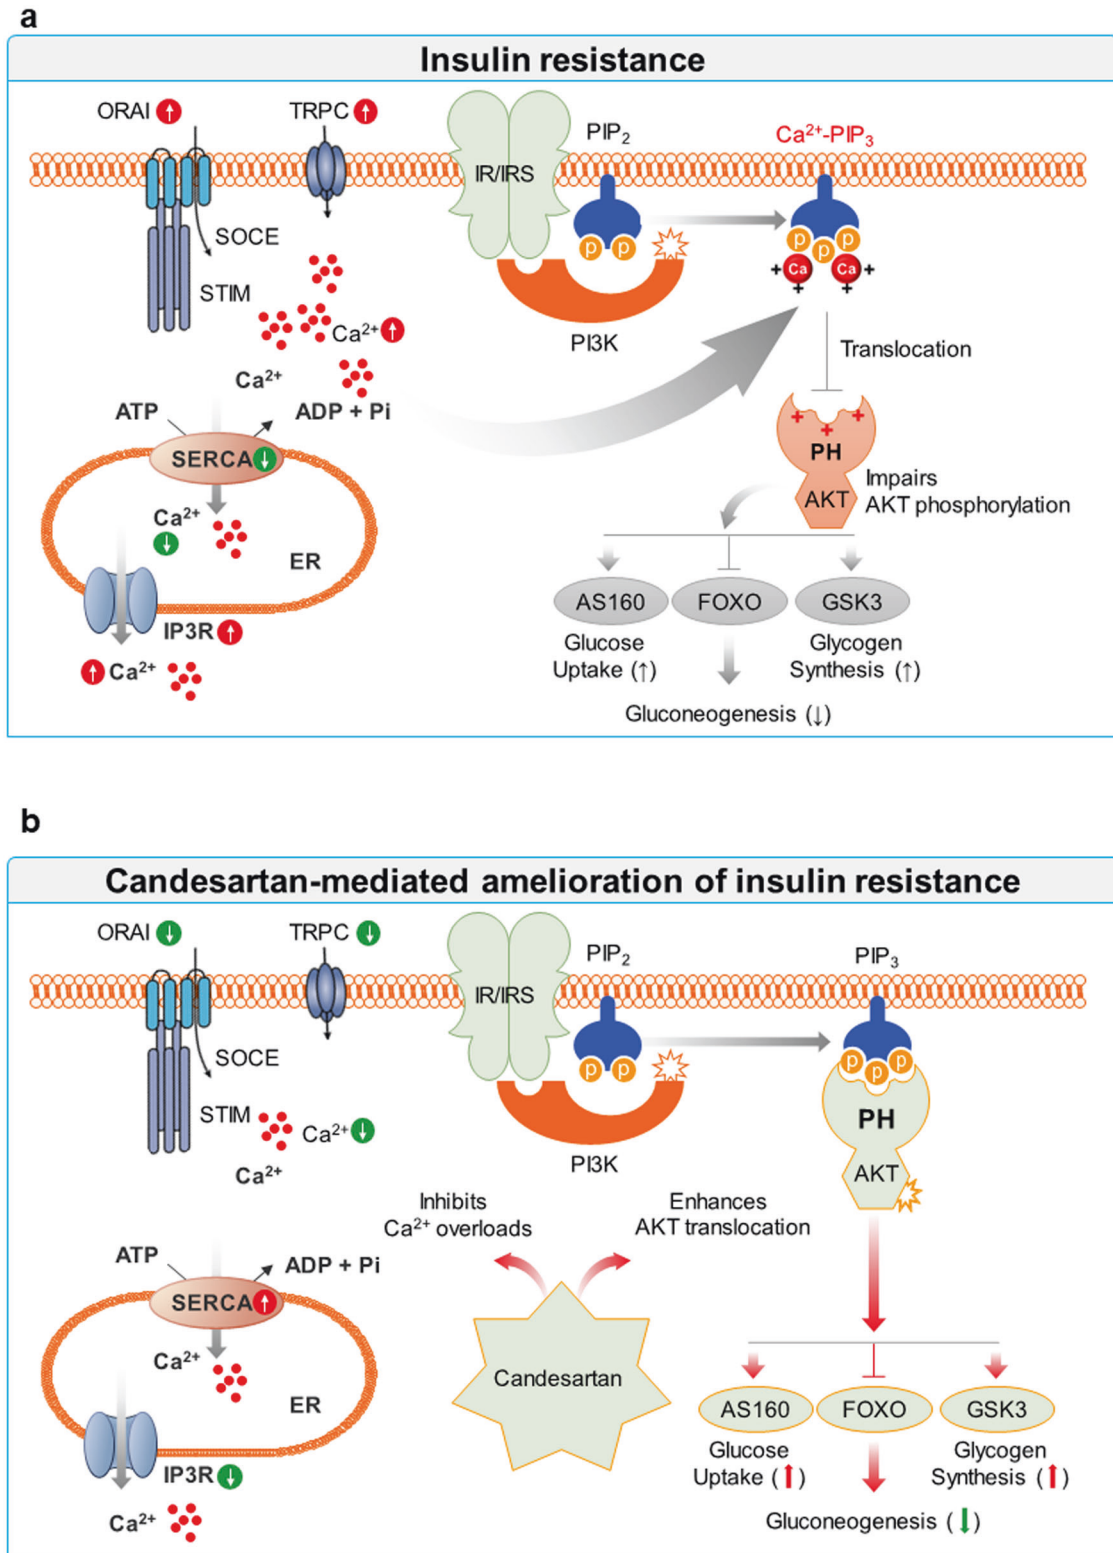 a
Insulin resistance
ORAI ↑
TRPC ↑
PIP₂
Ca²⁺-PIP₃
IR/IRS
p p
p p p
SOCE
Ca Ca
+ + + +
STIM
Ca²⁺ ↑
PI3K
Translocation
Ca²⁺
ATP
ADP + Pi
+ + +
PH
SERCA ↓
Impairs
AKT
AKT phosphorylation
Ca²⁺
↓
ER
AS160
FOXO
GSK3
IP3R ↑
Glucose
Uptake (↑)
Glycogen
Synthesis (↑)
↑ Ca²⁺
Gluconeogenesis (↓)
b
Candesartan-mediated amelioration of insulin resistance
ORAI ↓
TRPC ↓
PIP₂
PIP₃
IR/IRS
p p
p p p
SOCE
STIM
Ca²⁺ ↓
PH
PI3K
Ca²⁺
AKT
Inhibits
Ca²⁺ overloads
Enhances
AKT translocation
ATP
ADP + Pi
SERCA ↑
Ca²⁺
Candesartan
ER
AS160
FOXO
GSK3
IP3R ↓
Glucose
Uptake (↑)
Glycogen
Synthesis (↑)
Ca²⁺
Gluconeogenesis (↓)